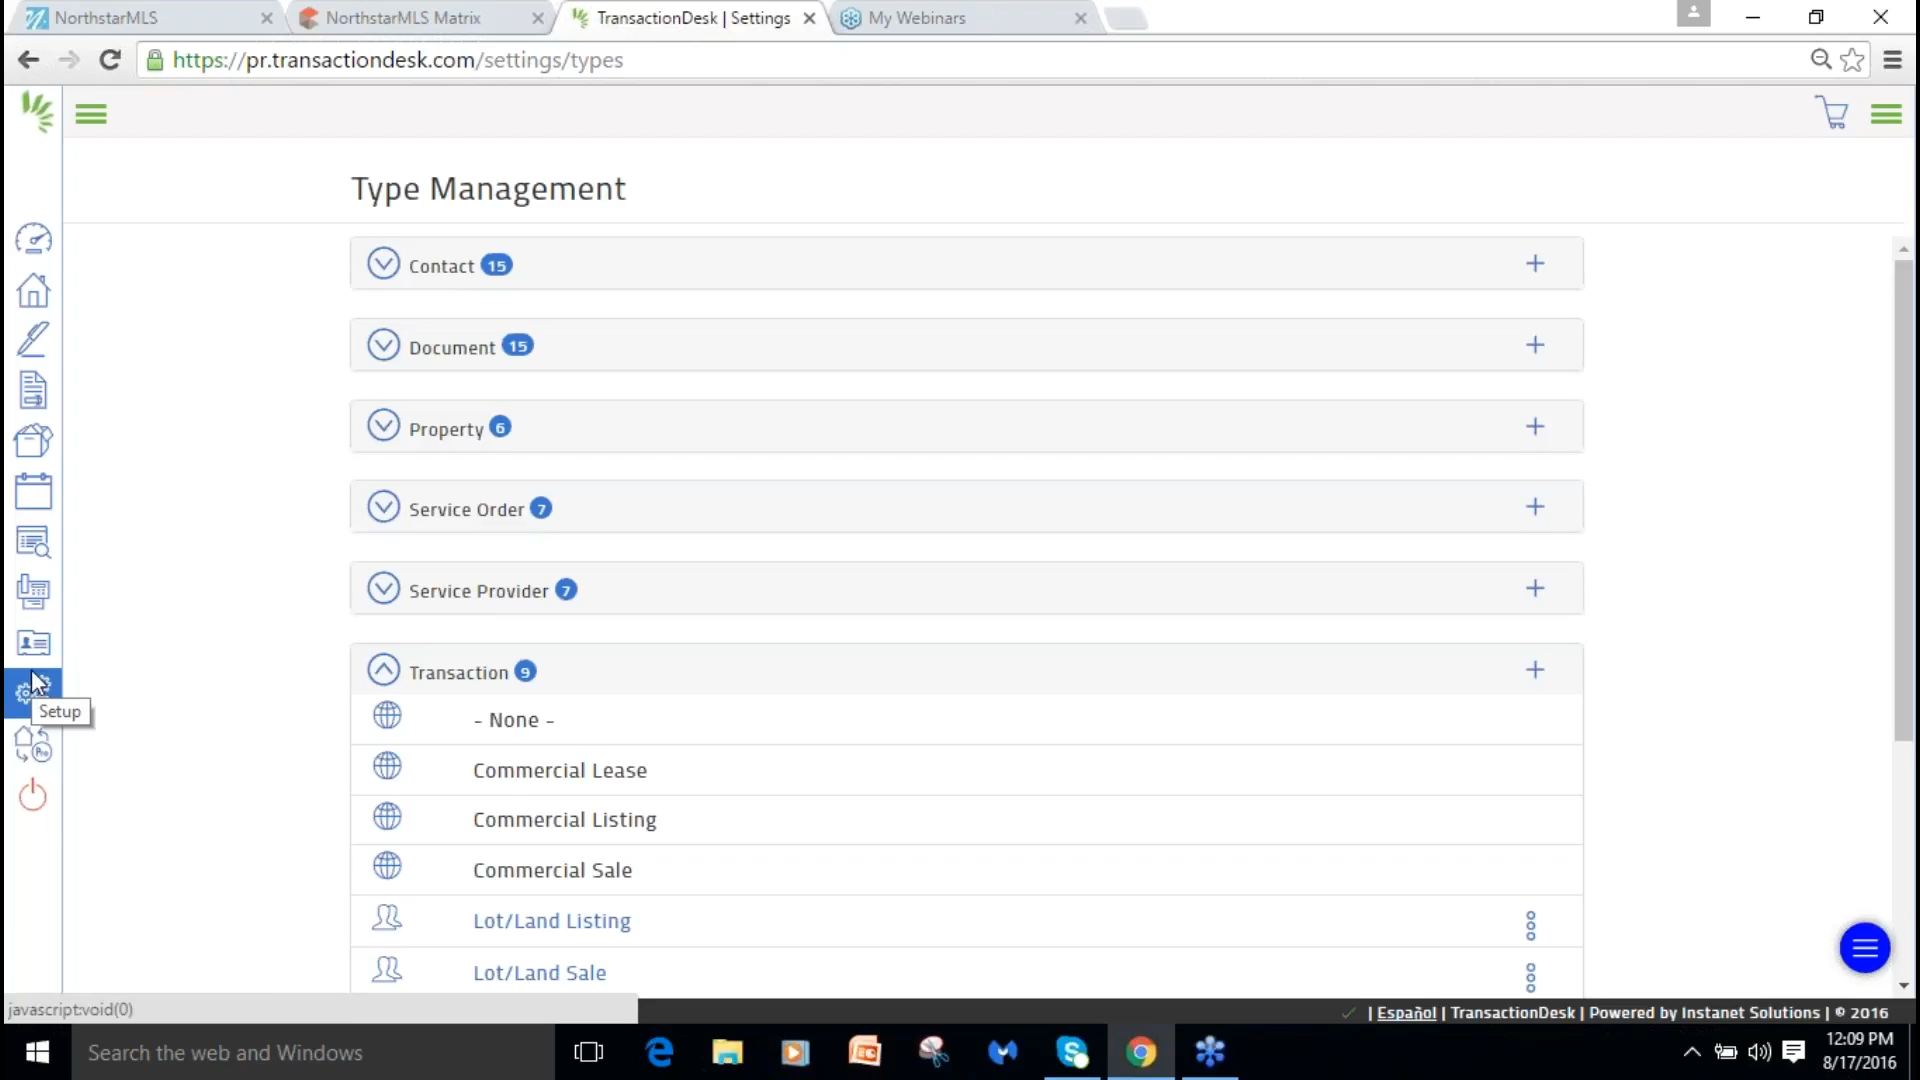 NorthstarMLS
NorthstarMLS Matrix
TransactionDesk | Settings
My Webinars
https://pr.transactiondesk.com/settings/types
Type Management
Contact 15
Document 15
Property 6
Service Order 7
Service Provider 7
Transaction 9
- None -
Commercial Lease
Commercial Listing
Commercial Sale
Lot/Land Listing
Lot/Land Sale
Setup
Pro
javascript:void(0)
| Español | TransactionDesk | Powered by Instanet Solutions | © 2016
Search the web and Windows
12:09 PM
8/17/2016